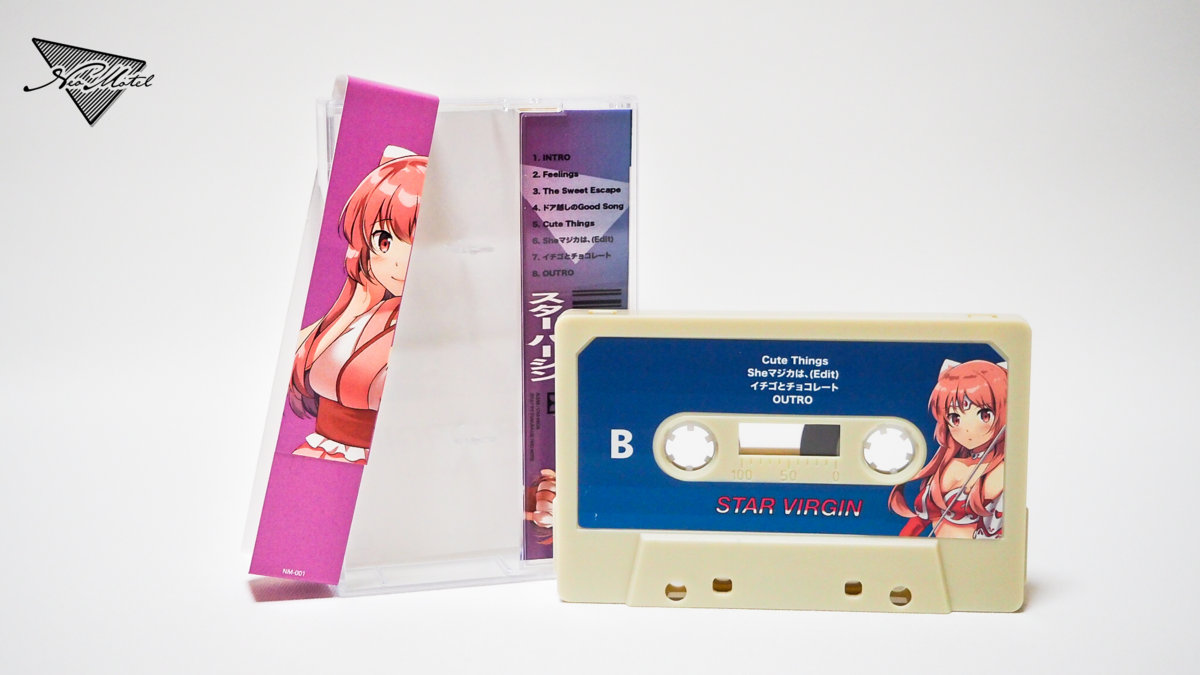 Neo Motel
1. INTRO
2. Feelings
3. The Sweet Escape
4. ドア越しのGood Song
5. Cute Things
6. Sheマジカは、(Edit)
7. イチゴとチョコレート
8. OUTRO
スターバージン
NM-001
Cute Things
Sheマジカは、(Edit)
イチゴとチョコレート
OUTRO
B
100 50 0
STAR VIRGIN